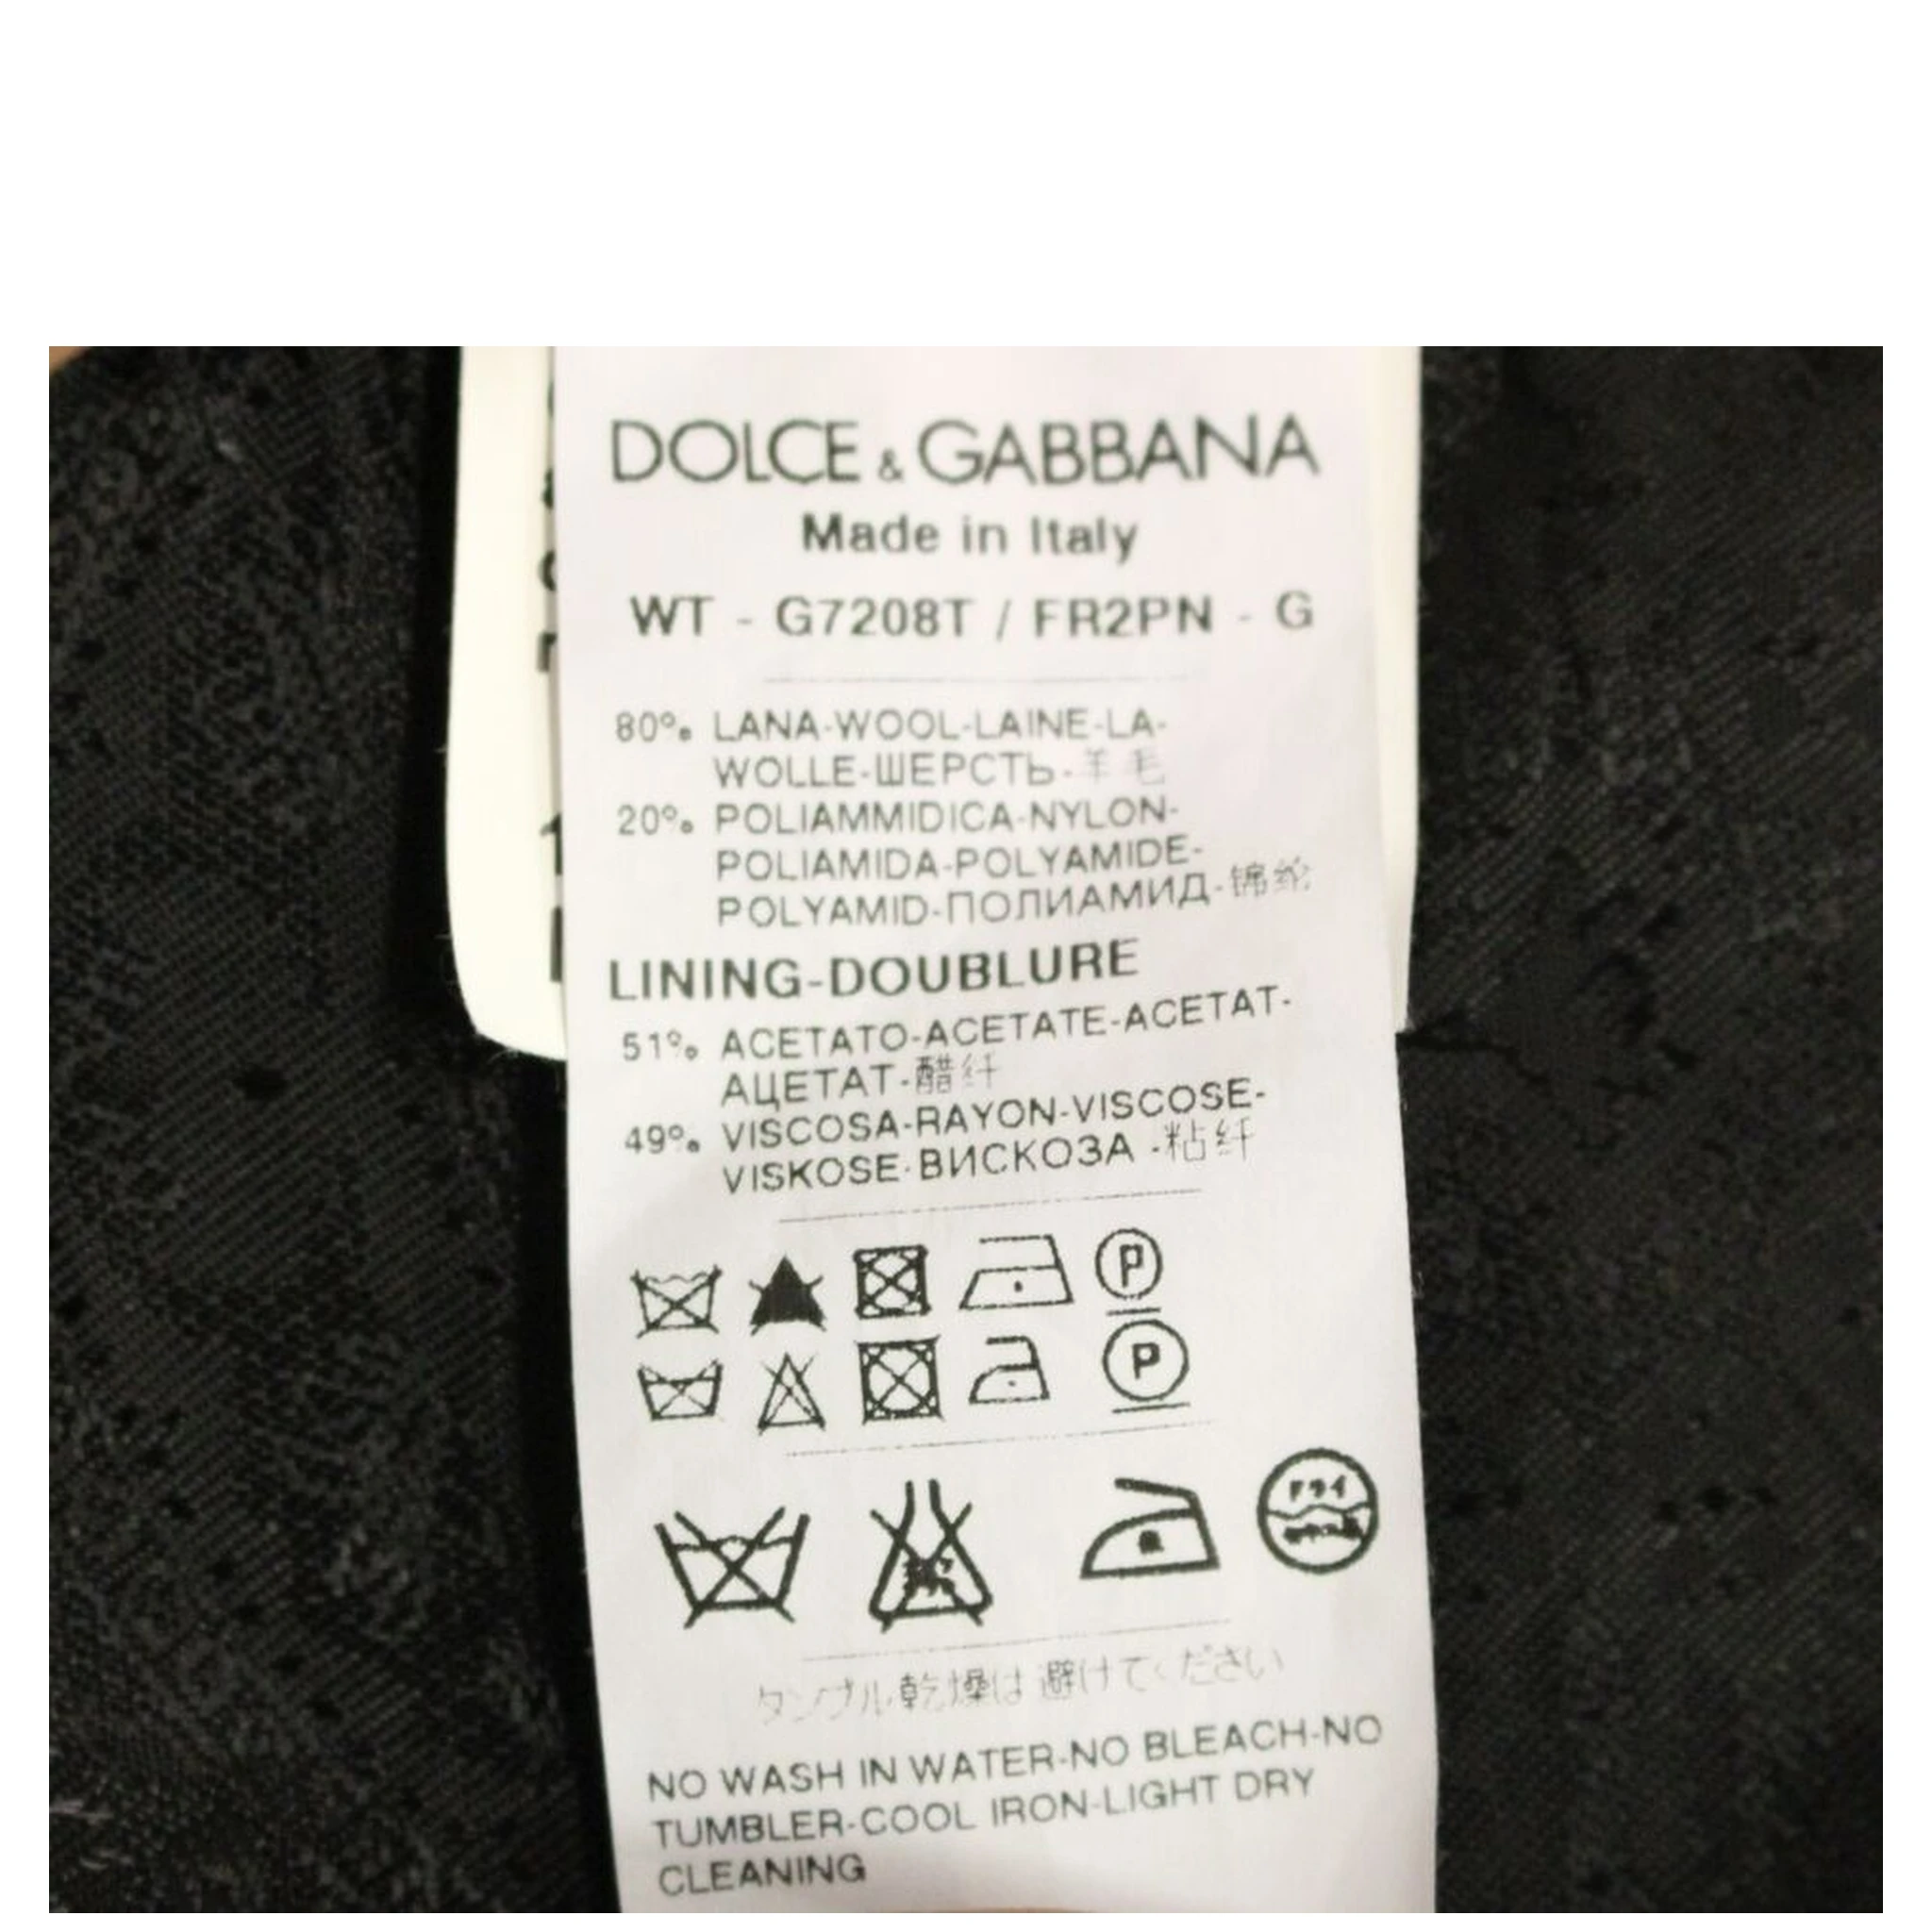 DOLCE & GABBANA
Made in Italy
WT - G7208T / FR2PN - G
80% LANA-WOOL-LAINE-LA-
WOLLE-ШЕРСТЬ-羊毛
20% POLIAMMIDICA-NYLON-
POLIAMIDA-POLYAMIDE-
POLYAMID-ПОЛИАМИД-锦纶
LINING-DOUBLURE
51% ACETATO-ACETATE-ACETAT-
АЦЕТАТ-醋纤
49% VISCOSA-RAYON-VISCOSE-
VISKOSE-ВИСКОЗА -粘纤
P
P
ドライ
タンブル乾燥は 避けてください
NO WASH IN WATER-NO BLEACH-NO
TUMBLER-COOL IRON-LIGHT DRY
CLEANING